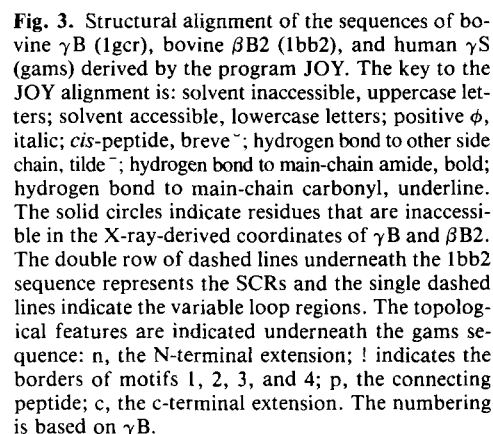 Fig. 3. Structural alignment of the sequences of bo-
vine γB (1gcr), bovine βB2 (1bb2), and human γS
(gams) derived by the program JOY. The key to the
JOY alignment is: solvent inaccessible, uppercase let-
ters; solvent accessible, lowercase letters; positive ϕ,
italic; cis-peptide, breve ˘; hydrogen bond to other side
chain, tilde ˜; hydrogen bond to main-chain amide, bold;
hydrogen bond to main-chain carbonyl, underline.
The solid circles indicate residues that are inaccessi-
ble in the X-ray-derived coordinates of γB and βB2.
The double row of dashed lines underneath the 1bb2
sequence represents the SCRs and the single dashed
lines indicate the variable loop regions. The topolog-
ical features are indicated underneath the gams se-
quence: n, the N-terminal extension; ! indicates the
borders of motifs 1, 2, 3, and 4; p, the connecting
peptide; c, the c-terminal extension. The numbering
is based on γB.